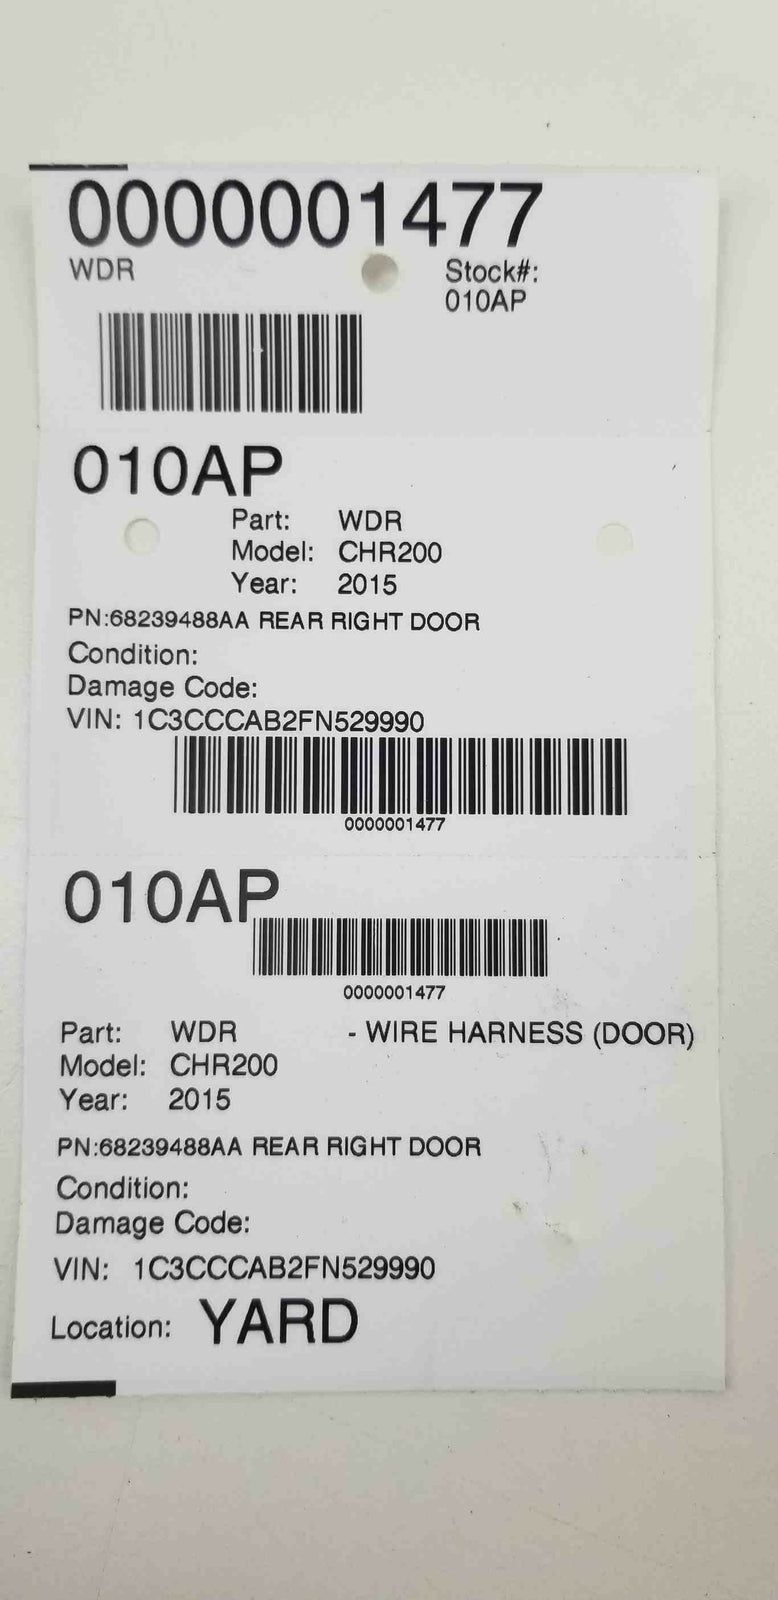 0000001477
WDR Stock#:
010AP
010AP
Part: WDR
Model: CHR200
Year: 2015
PN:68239488AA REAR RIGHT DOOR
Condition:
Damage Code:
VIN: 1C3CCCAB2FN529990
0000001477
010AP
0000001477
Part: WDR - WIRE HARNESS (DOOR)
Model: CHR200
Year: 2015
PN:68239488AA REAR RIGHT DOOR
Condition:
Damage Code:
VIN: 1C3CCCAB2FN529990
Location: YARD